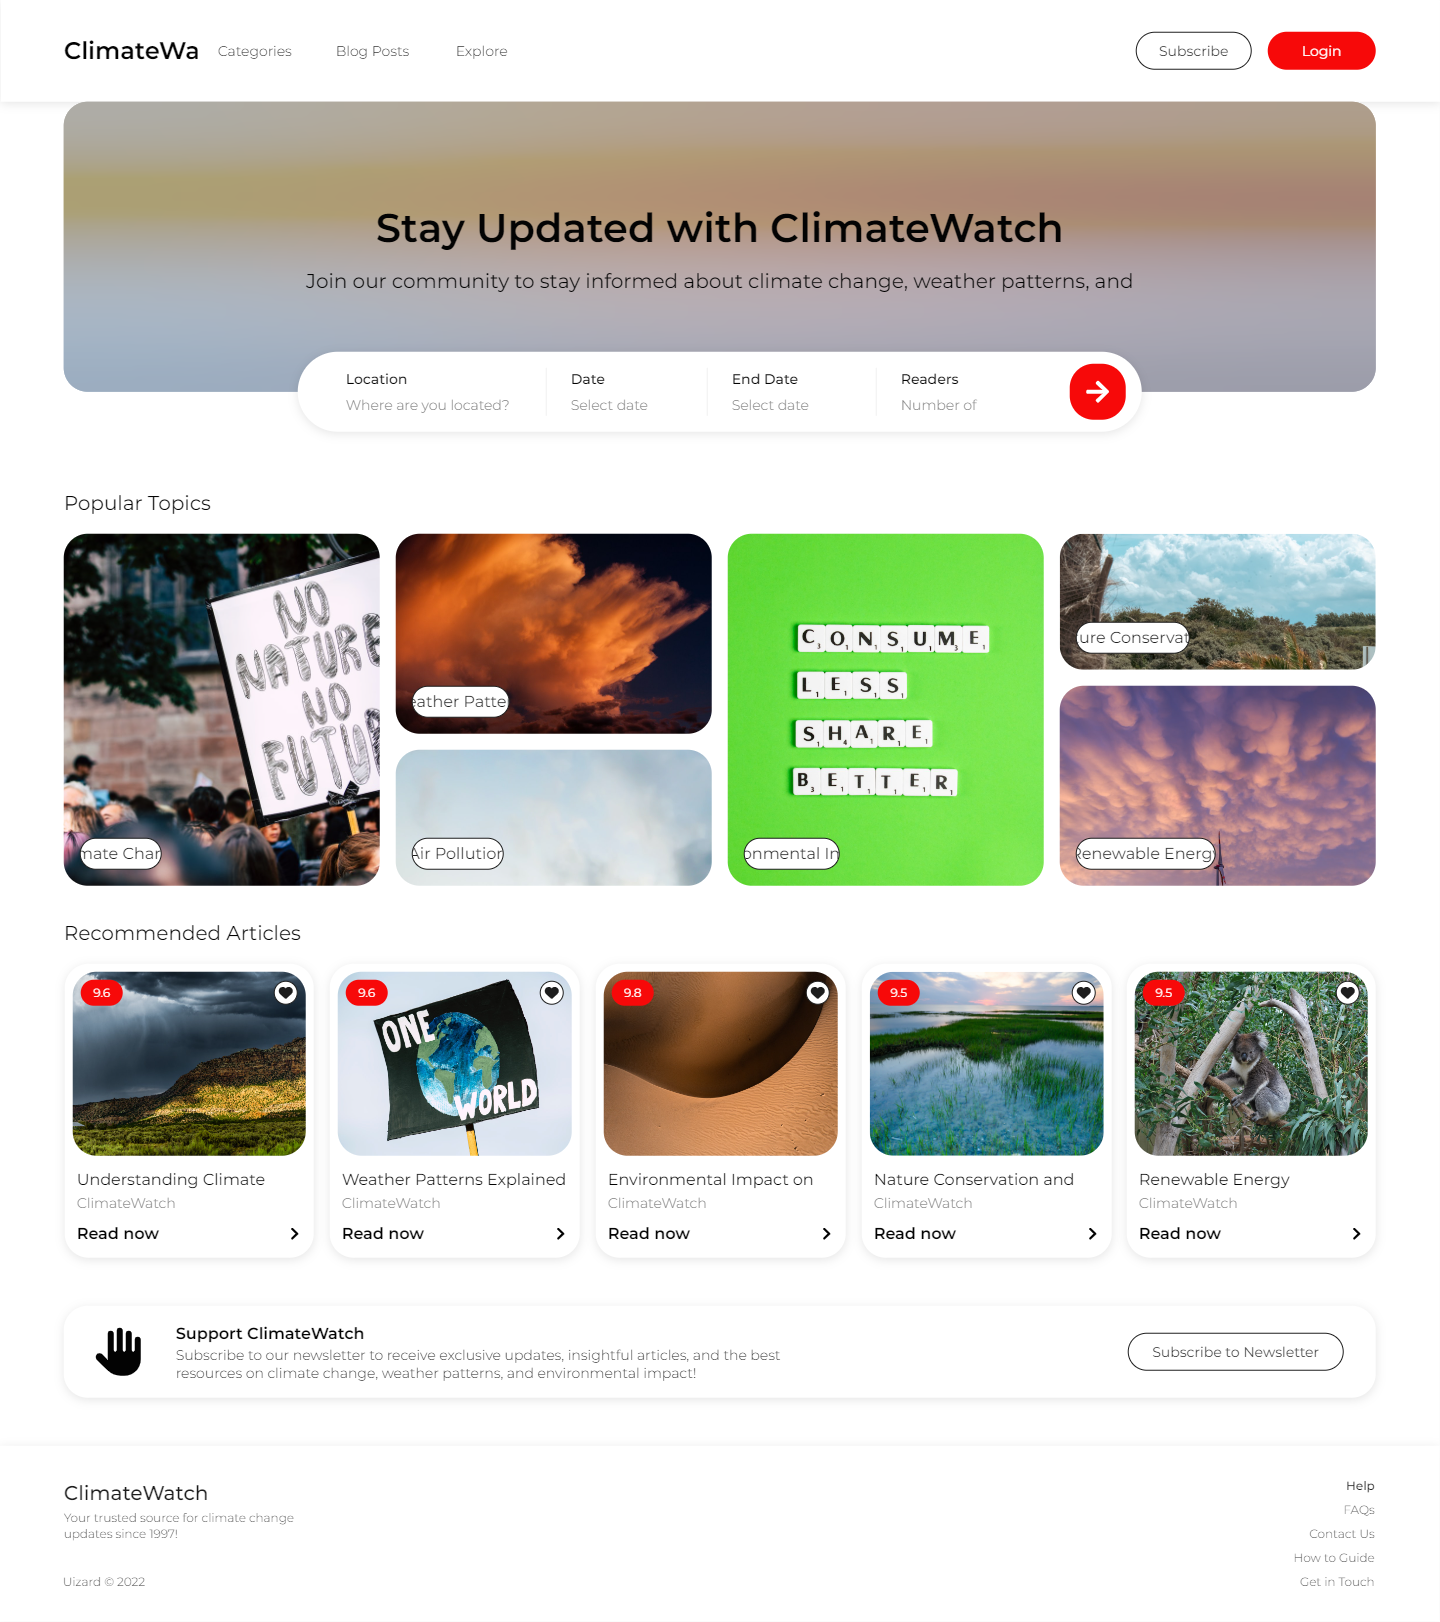 ClimateWa
Categories
Blog Posts
Explore
Subscribe
Login
Stay Updated with ClimateWatch
Join our community to stay informed about climate change, weather patterns, and
Location
Where are you located?
Date
Select date
End Date
Select date
Readers
Number of
Popular Topics
NO
NATURE
NO
FUTU
mate Char
eather Patte
Air Pollution
CONSUME
LESS
SHARE
BETTER
onmental Im
ure Conservat
Renewable Energy
Recommended Articles
9.6
ONE
WORLD
9.6
9.8
9.5
9.5
Understanding Climate
ClimateWatch
Read now
Weather Patterns Explained
ClimateWatch
Read now
Environmental Impact on
ClimateWatch
Read now
Nature Conservation and
ClimateWatch
Read now
Renewable Energy
ClimateWatch
Read now
Support ClimateWatch
Subscribe to our newsletter to receive exclusive updates, insightful articles, and the best
resources on climate change, weather patterns, and environmental impact!
Subscribe to Newsletter
ClimateWatch
Your trusted source for climate change
updates since 1997!
Uizard © 2022
Help
FAQs
Contact Us
How to Guide
Get in Touch